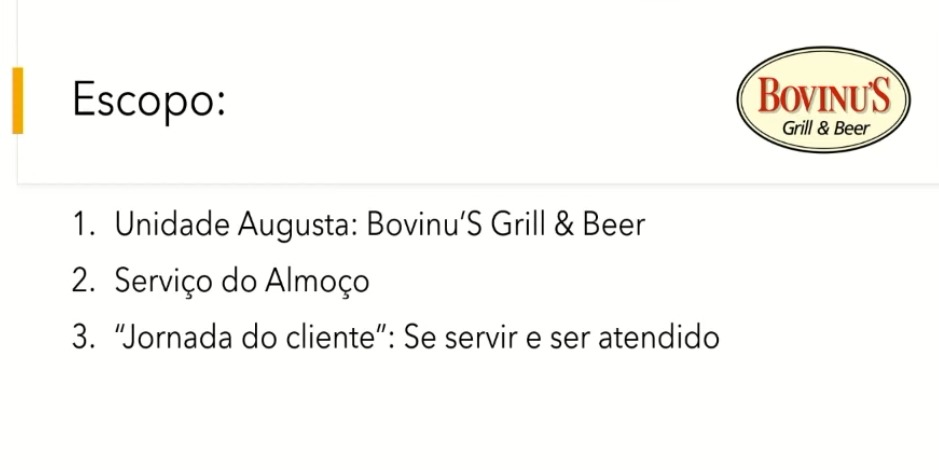 Escopo:
BOVINU'S
Grill & Beer
1. Unidade Augusta: Bovinu'S Grill & Beer
2. Serviço do Almoço
3. “Jornada do cliente”: Se servir e ser atendido